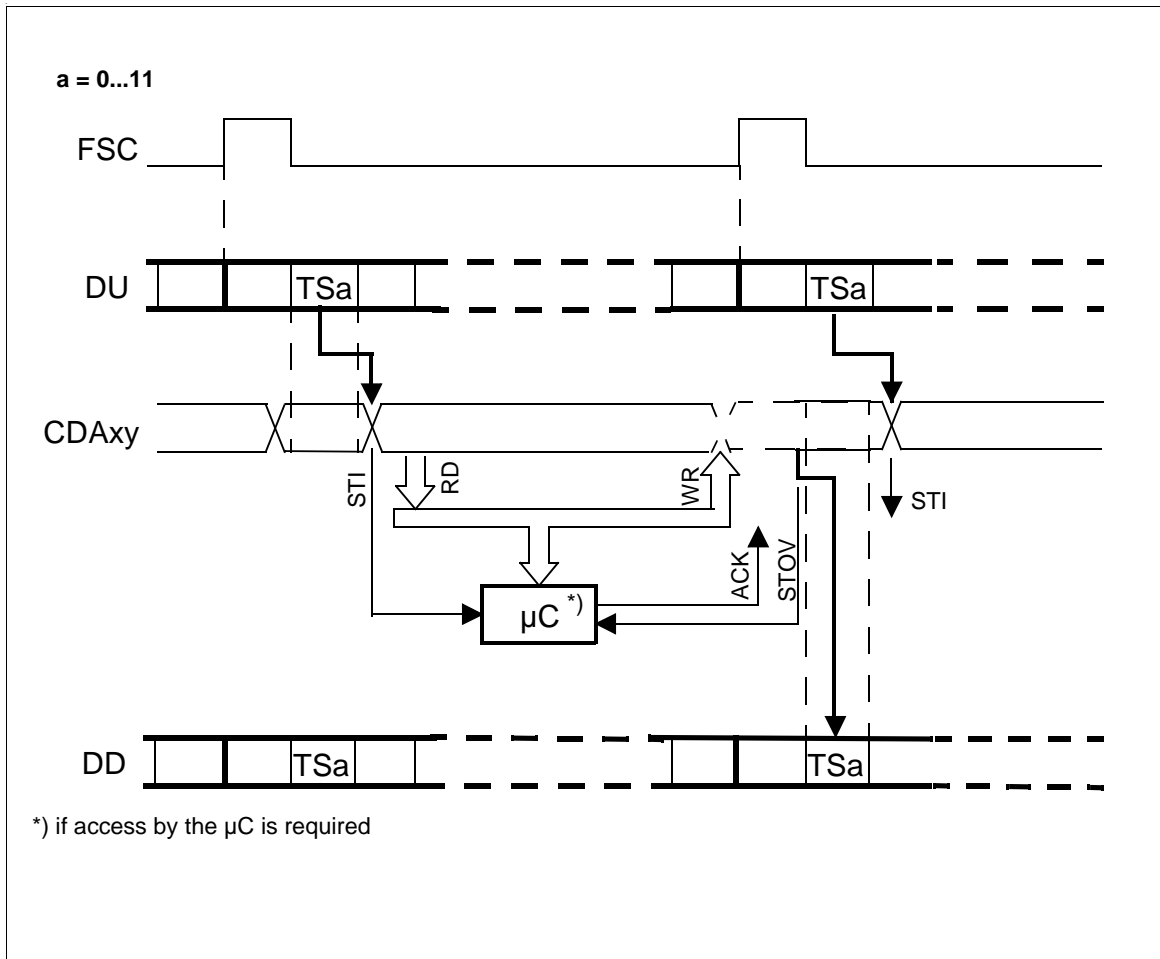 a = 0...11
FSC
DU
TSa
TSa
CDAxy
STI
RD
WR
STI
ACK
STOV
µC *)
DD
TSa
TSa
*) if access by the µC is required